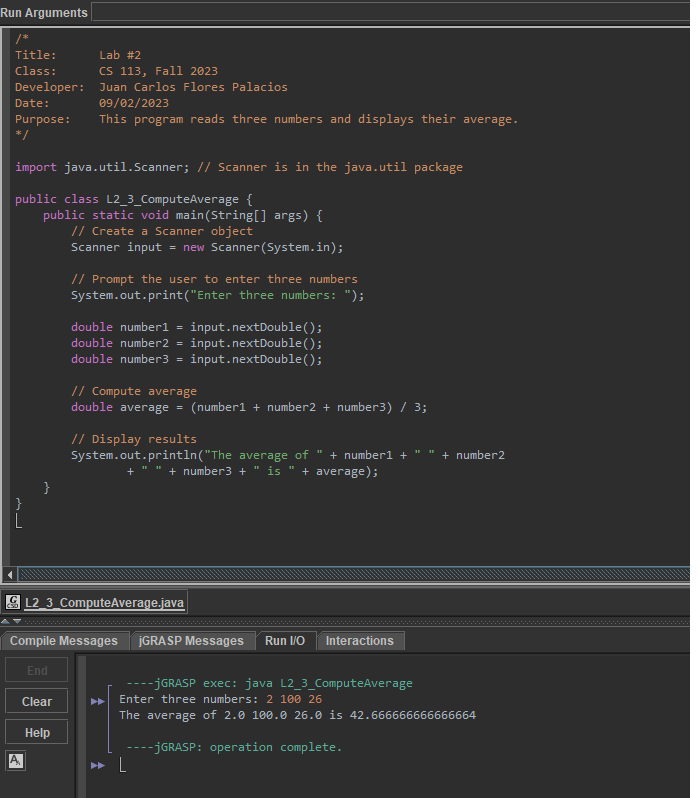 Run Arguments
/*
Title:      Lab #2
Class:      CS 113, Fall 2023
Developer:  Juan Carlos Flores Palacios
Date:       09/02/2023
Purpose:    This program reads three numbers and displays their average.
*/
import java.util.Scanner; // Scanner is in the java.util package
public class L2_3_ComputeAverage {
    public static void main(String[] args) {
        // Create a Scanner object
        Scanner input = new Scanner(System.in);
        // Prompt the user to enter three numbers
        System.out.print("Enter three numbers: ");
        double number1 = input.nextDouble();
        double number2 = input.nextDouble();
        double number3 = input.nextDouble();
        // Compute average
        double average = (number1 + number2 + number3) / 3;
        // Display results
        System.out.println("The average of " + number1 + " " + number2
                + " " + number3 + " is " + average);
    }
}
L2_3_ComputeAverage.java
Compile Messages jGRASP Messages Run I/O Interactions
End
Clear
Help
A
----jGRASP exec: java L2_3_ComputeAverage
Enter three numbers: 2 100 26
The average of 2.0 100.0 26.0 is 42.666666666666664
----jGRASP: operation complete.